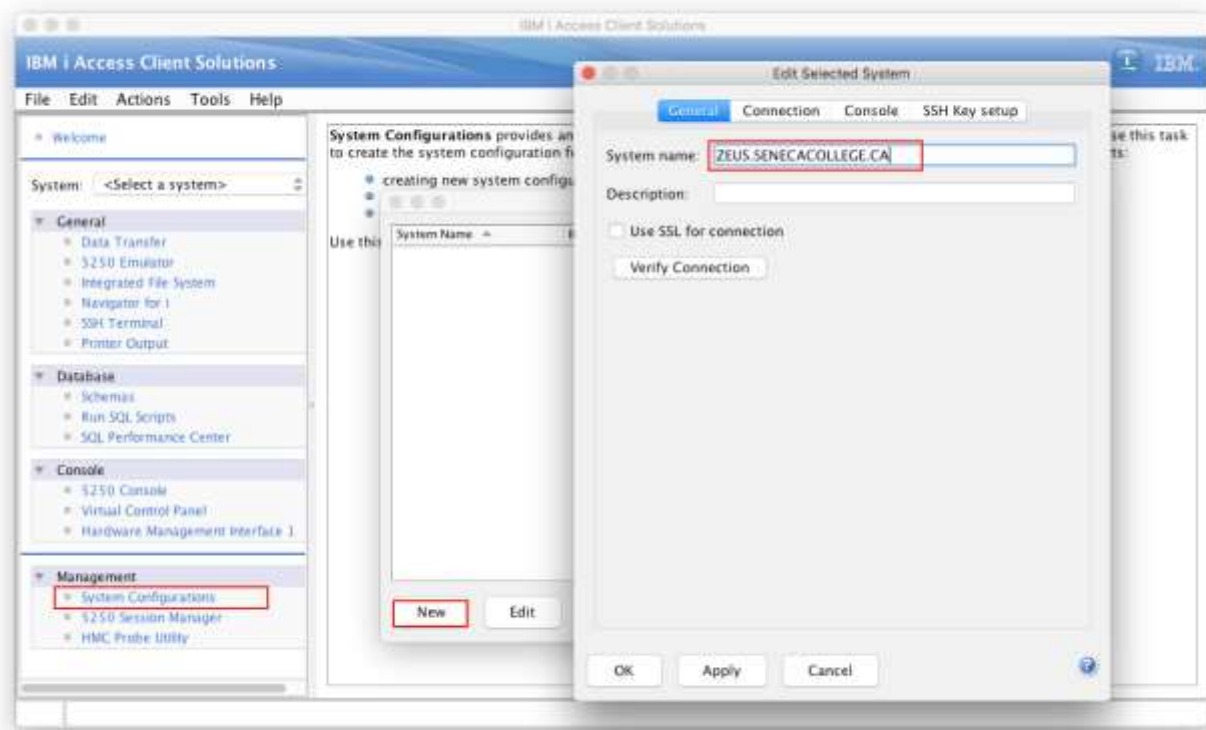 IBM i Access Client Solutions
IBM i Access Client Solutions
IBM.
File Edit Actions Tools Help
Welcome
System: <Select a system>
General
Data Transfer
5250 Emulator
Integrated File System
Navigator for i
SSH Terminal
Printer Output
Database
Schemas
Run SQL Scripts
SQL Performance Center
Console
5250 Console
Virtual Control Panel
Hardware Management Interface 1
Management
System Configurations
5250 Session Manager
HMC Probe Utility
System Configurations provides an
to create the system configuration f
creating new system configu
Use this
se this task
ts:
System Name
New Edit
Edit Selected System
General Connection Console SSH Key setup
System name: ZEUS.SENECACOLLEGE.CA
Description:
Use SSL for connection
Verify Connection
OK Apply Cancel